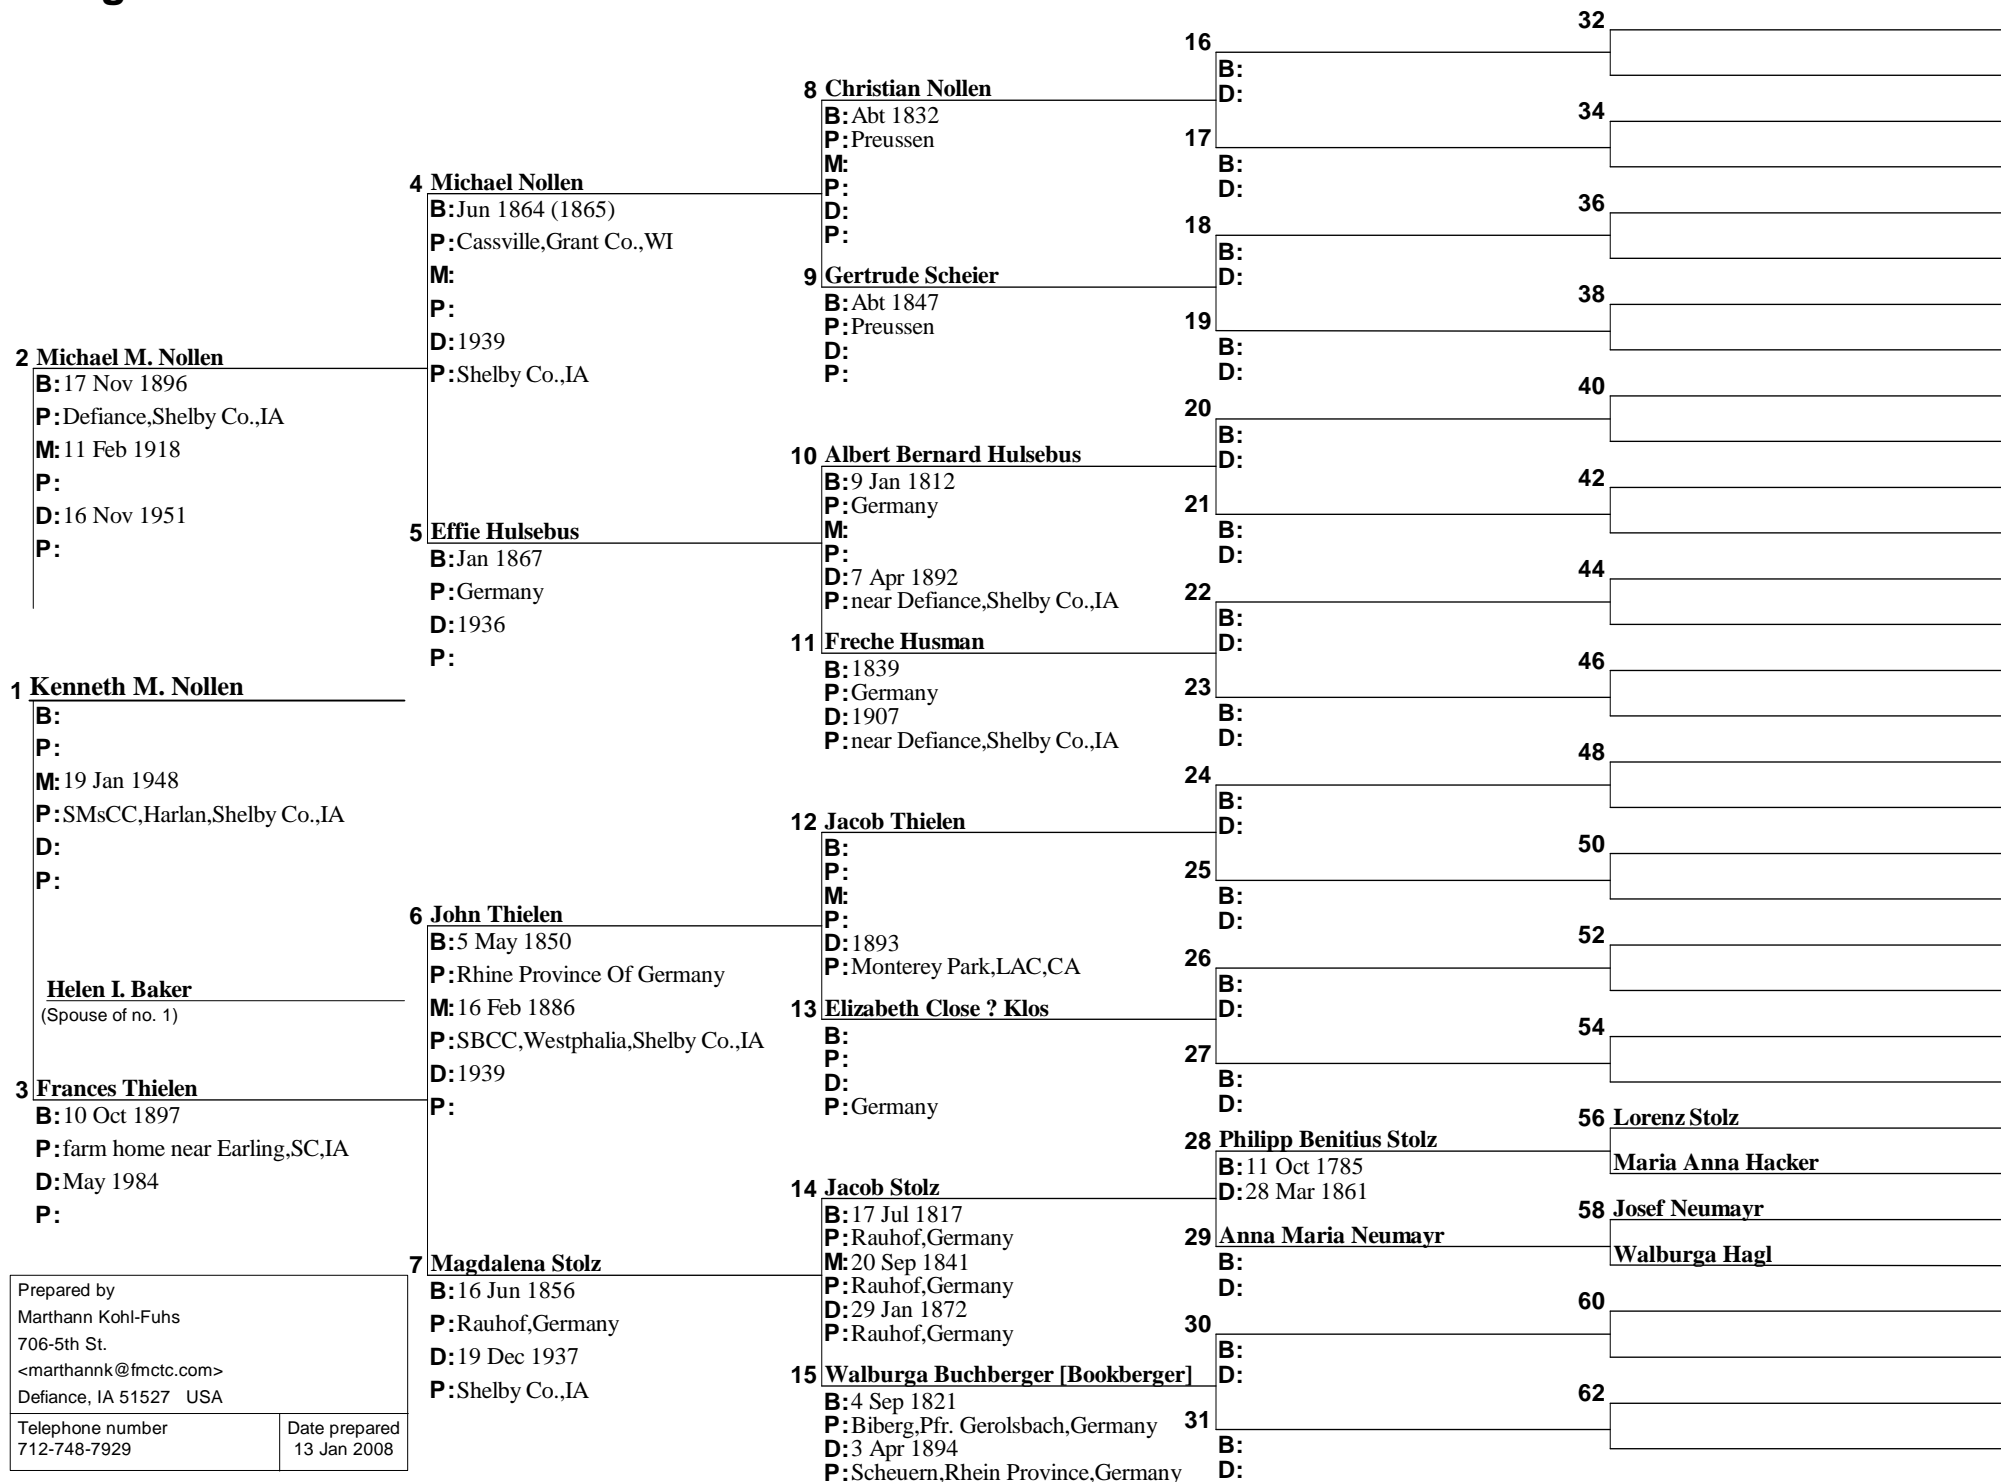 2 Michael M. Nollen
B: 17 Nov 1896
P: Defiance,Shelby Co.,IA
M: 11 Feb 1918
P:
D: 16 Nov 1951
P:
1 Kenneth M. Nollen
B:
P:
M: 19 Jan 1948
P: SMsCC,Harlan,Shelby Co.,IA
D:
P:
Helen I. Baker
(Spouse of no. 1)
3 Frances Thielen
B: 10 Oct 1897
P: farm home near Earling,SC,IA
D: May 1984
P:
Prepared by
Marthann Kohl-Fuhs
706-5th St.
<marthannk@fmctc.com>
Defiance, IA 51527 USA
Telephone number
712-748-7929
Date prepared
13 Jan 2008
4 Michael Nollen
B: Jun 1864 (1865)
P: Cassville,Grant Co.,WI
M:
P:
D: 1939
P: Shelby Co.,IA
5 Effie Hulsebus
B: Jan 1867
P: Germany
D: 1936
P:
6 John Thielen
B: 5 May 1850
P: Rhine Province Of Germany
M: 16 Feb 1886
P: SBCC,Westphalia,Shelby Co.,IA
D: 1939
P:
7 Magdalena Stolz
B: 16 Jun 1856
P: Rauhof,Germany
D: 19 Dec 1937
P: Shelby Co.,IA
8 Christian Nollen
B: Abt 1832
P: Preussen
M:
P:
D:
P:
9 Gertrude Scheier
B: Abt 1847
P: Preussen
D:
P:
10 Albert Bernard Hulsebus
B: 9 Jan 1812
P: Germany
M:
P:
D: 7 Apr 1892
P: near Defiance,Shelby Co.,IA
11 Freche Husman
B: 1839
P: Germany
D: 1907
P: near Defiance,Shelby Co.,IA
12 Jacob Thielen
B:
P:
M:
P:
D: 1893
P: Monterey Park,LAC,CA
13 Elizabeth Close ? Klos
B:
P:
D:
P: Germany
14 Jacob Stolz
B: 17 Jul 1817
P: Rauhof,Germany
M: 20 Sep 1841
P: Rauhof,Germany
D: 29 Jan 1872
P: Rauhof,Germany
15 Walburga Buchberger [Bookberger]
B: 4 Sep 1821
P: Biberg,Pfr. Gerolsbach,Germany
D: 3 Apr 1894
P: Scheuern,Rhein Province,Germany
16
B:
D:
17
B:
D:
18
B:
D:
19
B:
D:
20
B:
D:
21
B:
D:
22
B:
D:
23
B:
D:
24
B:
D:
25
B:
D:
26
B:
D:
27
B:
D:
28 Philipp Benitius Stolz
B: 11 Oct 1785
D: 28 Mar 1861
29 Anna Maria Neumayr
B:
D:
30
B:
D:
31
B:
D:
32
34
36
38
40
42
44
46
48
50
52
54
56 Lorenz Stolz
Maria Anna Hacker
58 Josef Neumayr
Walburga Hagl
60
62